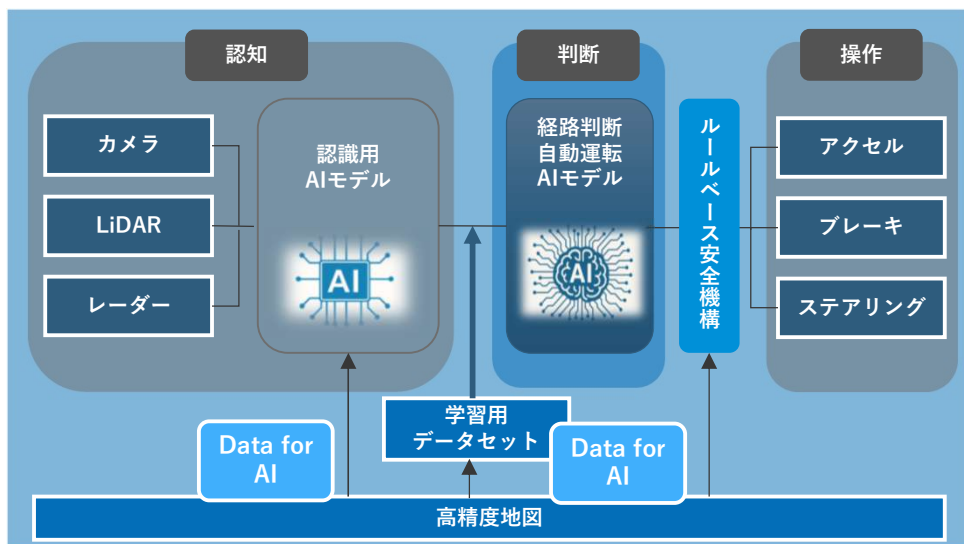 認知
判断
操作
カメラ
LiDAR
レーダー
認識用
AIモデル
AI
経路判断
自動運転
AIモデル
AI
ルールベース安全機構
アクセル
ブレーキ
ステアリング
学習用
データセット
Data for
AI
Data for
AI
高精度地図